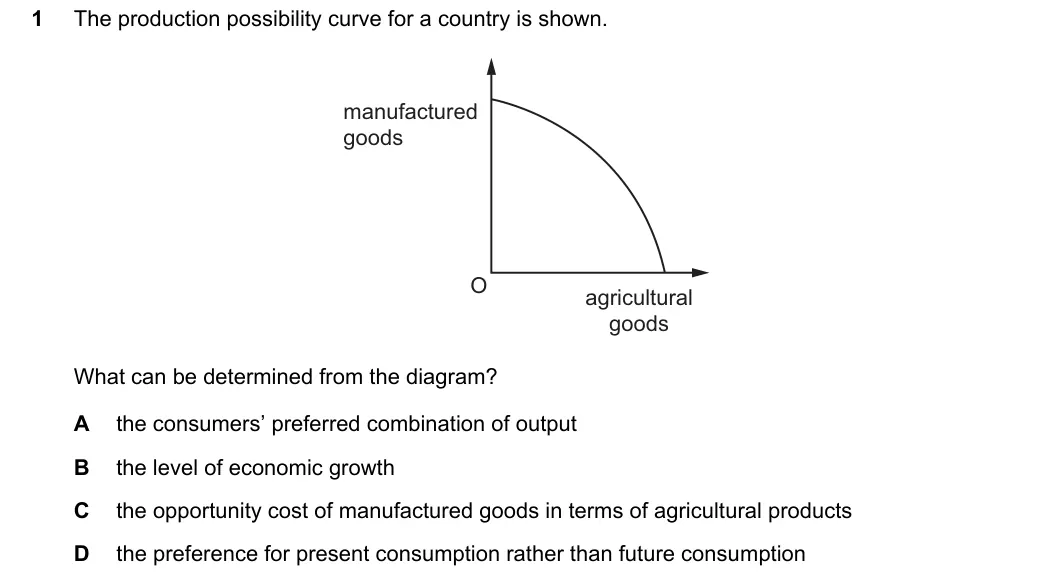 1 The production possibility curve for a country is shown.
manufactured
goods
O
agricultural
goods
What can be determined from the diagram?
A the consumers’ preferred combination of output
B the level of economic growth
C the opportunity cost of manufactured goods in terms of agricultural products
D the preference for present consumption rather than future consumption